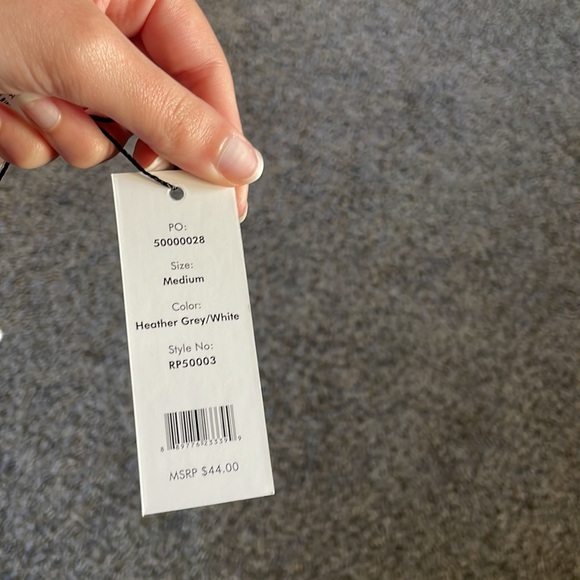 PO:
50000028
Size:
Medium
Color:
Heather Grey/White
Style No:
RP50003
MSRP $44.00